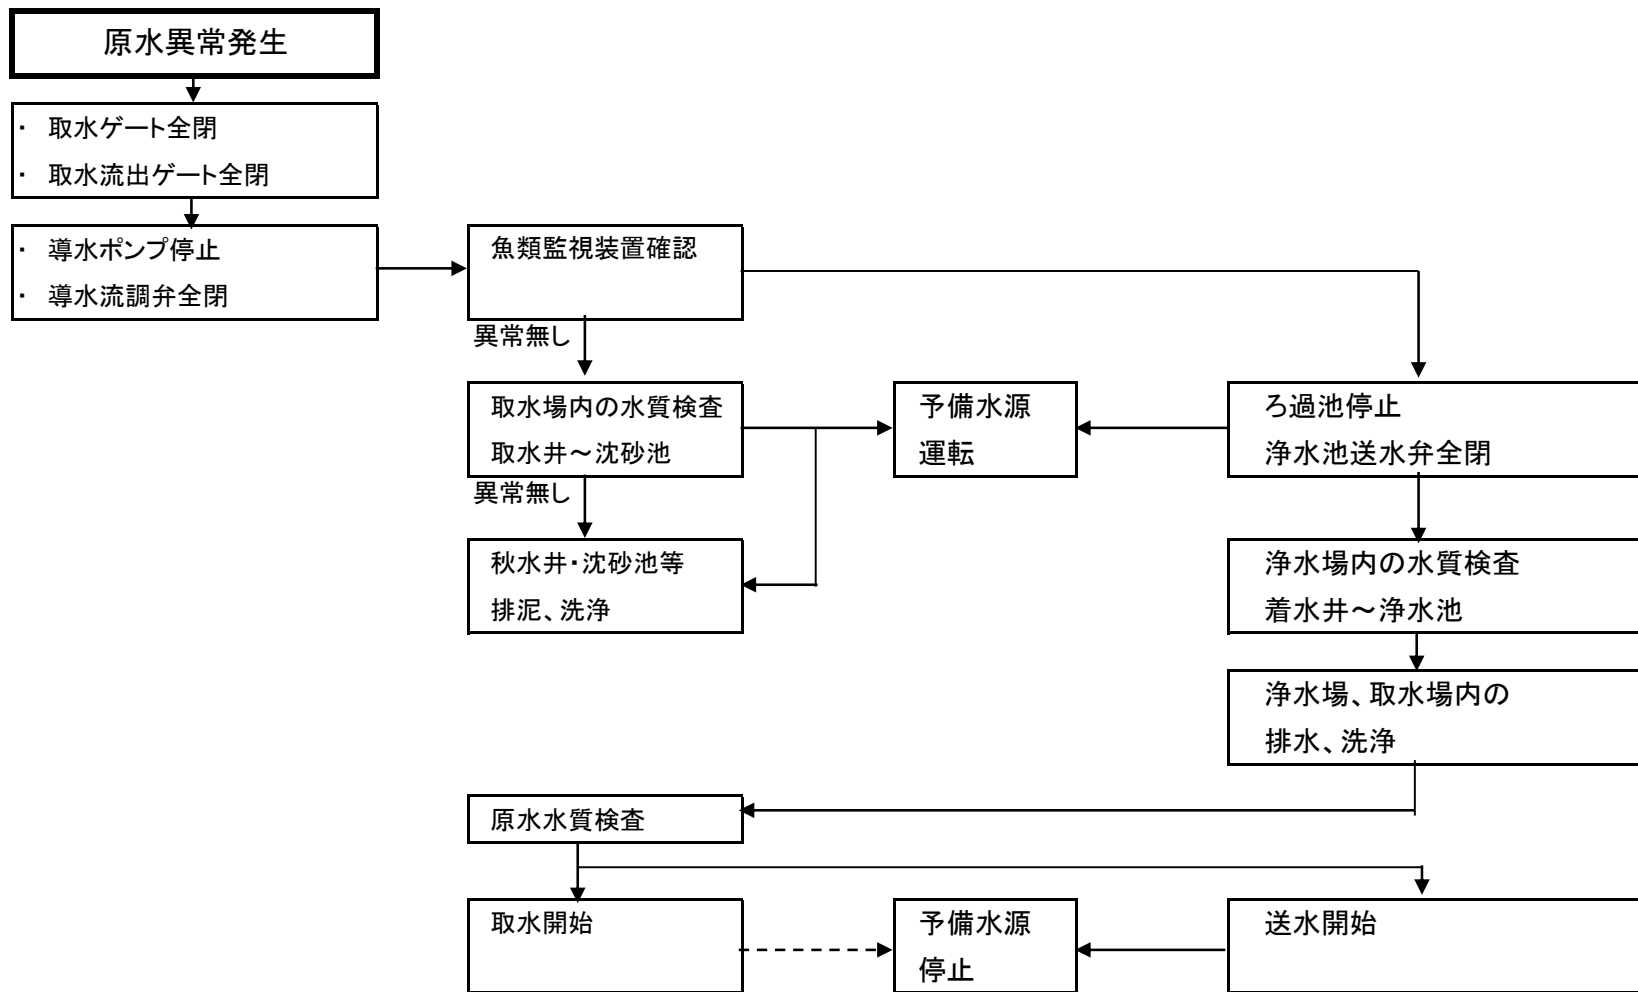 原水異常発生
・ 取水ゲート全閉
・ 取水流出ゲート全閉
・ 導水ポンプ停止
・ 導水流調弁全閉
魚類監視装置確認
異常無し
取水場内の水質検査
取水井～沈砂池
予備水源
運転
ろ過池停止
浄水池送水弁全閉
異常無し
秋水井・沈砂池等
排泥、洗浄
浄水場内の水質検査
着水井～浄水池
浄水場、取水場内の
排水、洗浄
原水水質検査
取水開始
予備水源
停止
送水開始